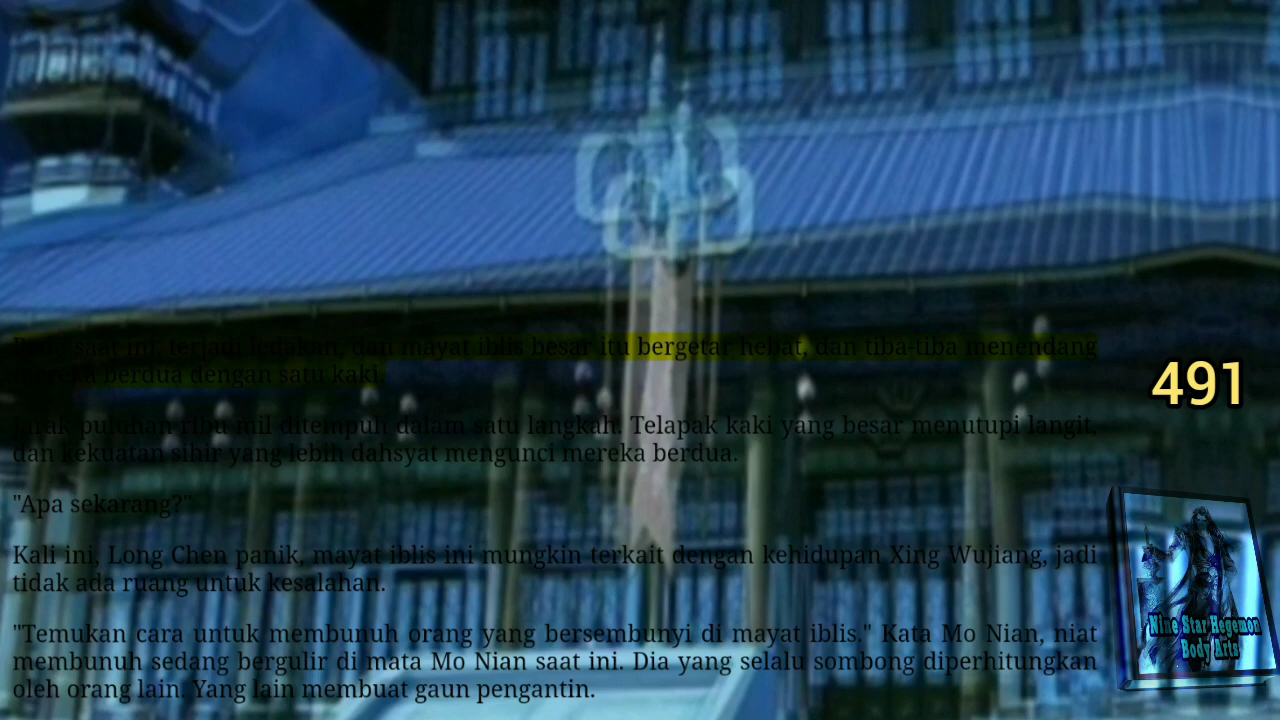 Pada saat ini, terjadi ledakan, dan mayat iblis besar itu bergetar hebat, dan tiba-tiba menendang
mereka berdua dengan satu kaki.
Jarak puluhan ribu mil ditempuh dalam satu langkah! Telapak kaki yang besar menutupi langit,
dan kekuatan sihir yang lebih dahsyat mengunci mereka berdua.
"Apa sekarang?"
Kali ini, Long Chen panik, mayat iblis ini mungkin terkait dengan kehidupan Xing Wujiang, jadi
tidak ada ruang untuk kesalahan.
"Temukan cara untuk membunuh orang yang bersembunyi di mayat iblis." Kata Mo Nian, niat
membunuh sedang bergulir di mata Mo Nian saat ini. Dia yang selalu sombong diperhitungkan
oleh orang lain. Yang lain membuat gaun pengantin.
491
Nine Star Hegemon
Body Arts